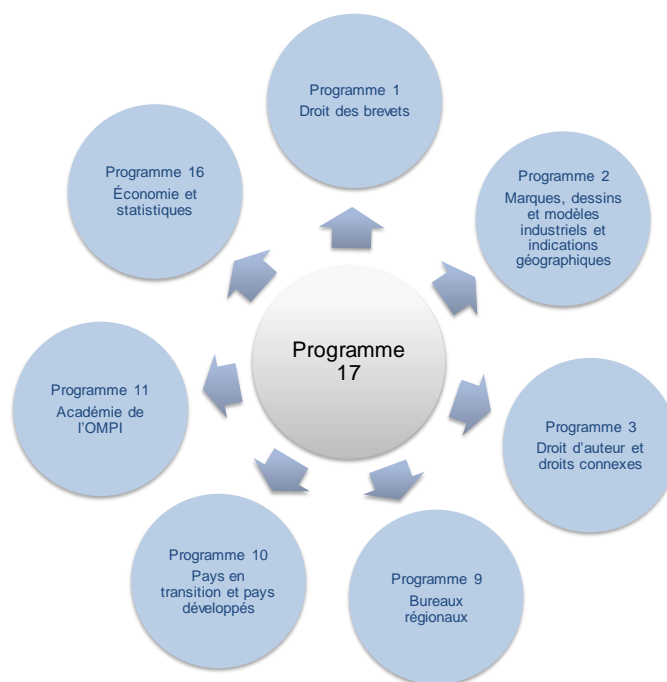 Programme 1
Droit des brevets
Programme 2
Marques, dessins
et modèles
industriels et
indications
géographiques
Programme 3
Droit d'auteur et
droits connexes
Programme 9
Bureaux
régionaux
Programme 10
Pays en
transition et pays
développés
Programme 11
Académie de
l'OMPI
Programme 16
Économie et
statistiques
Programme
17